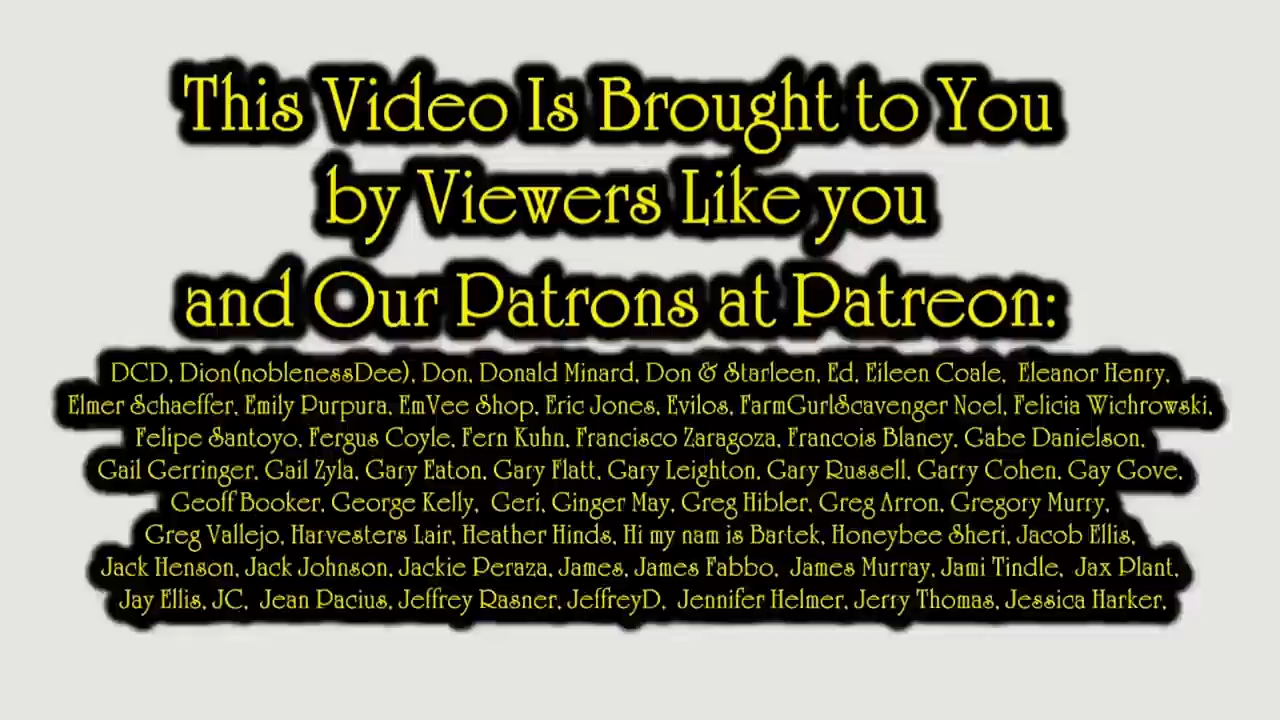 This Video Is Brought to You
by Viewers Like you
and Our Patrons at Patreon:
DCD, Dion(noblenessDee), Don, Donald Minard, Don & Starleen, Ed, Eileen Coale, Eleanor Henry,
Elmer Schaeffer, Emily Purpura, EmVee Shop, Eric Jones, Evilos, FarmGurlScavenger Noel, Felicia Wichrowski,
Felipe Santoyo, Fergus Coyle, Fern Kuhn, Francisco Zaragoza, Francois Blaney, Gabe Danielson,
Gail Gerringer, Gail Zyla, Gary Eaton, Gary Flatt, Gary Leighton, Gary Russell, Garry Cohen, Gay Gove,
Geoff Booker, George Kelly, Geri, Ginger May, Greg Hibler, Greg Arron, Gregory Murry,
Greg Vallejo, Harvesters Lair, Heather Hinds, Hi my nam is Bartek, Honeybee Sheri, Jacob Ellis,
Jack Henson, Jack Johnson, Jackie Peraza, James, James Fabbo, James Murray, Jami Tindle, Jax Plant,
Jay Ellis, JC, Jean Pacius, Jeffrey Rasner, JeffreyD, Jennifer Helmer, Jerry Thomas, Jessica Harker,